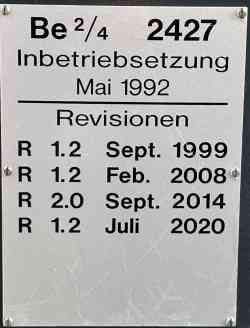 Be 2/4 2427
Inbetriebsetzung
Mai 1992
Revisionen
R 1.2 Sept. 1999
R 1.2 Feb. 2008
R 2.0 Sept. 2014
R 1.2 Juli 2020